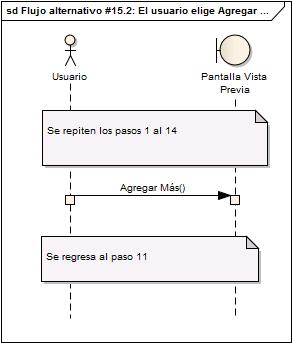 sd Flujo alternativo #15.2: El usuario elige Agregar ...
Usuario
Pantalla Vista
Previa
Se repiten los pasos 1 al 14
Agregar Más()
Se regresa al paso 11